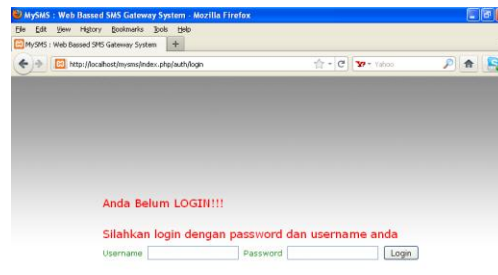 MySMS : Web Bassed SMS Gateway System - Mozilla Firefox
File Edit View History Bookmarks Tools Help
MySMS : Web Bassed SMS Gateway System +
http://localhost/mysms/index.php/auth/login Yahoo
Anda Belum LOGIN!!!
Silahkan login dengan password dan username anda
Username Password Login